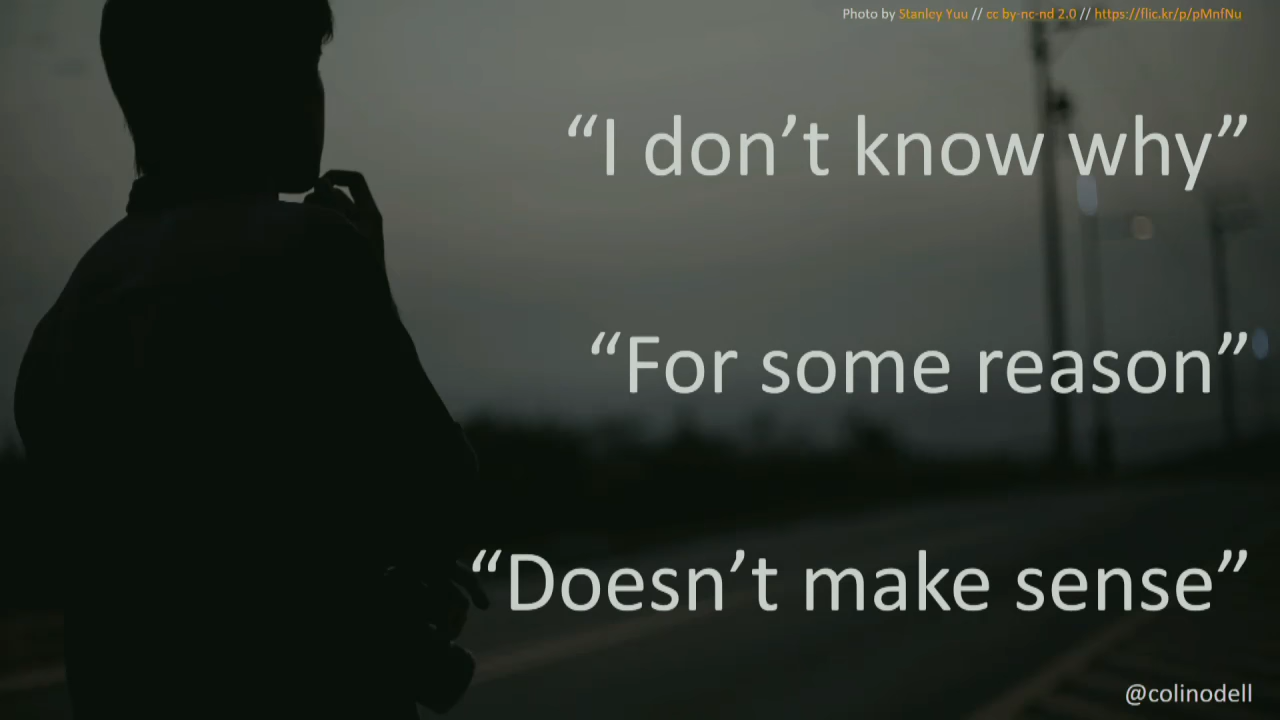 Photo by Stanley Yuu // cc by-nc-nd 2.0 // https://flic.kr/p/pMnfNu
“I don’t know why”
“For some reason”
“Doesn’t make sense”
@colinodell